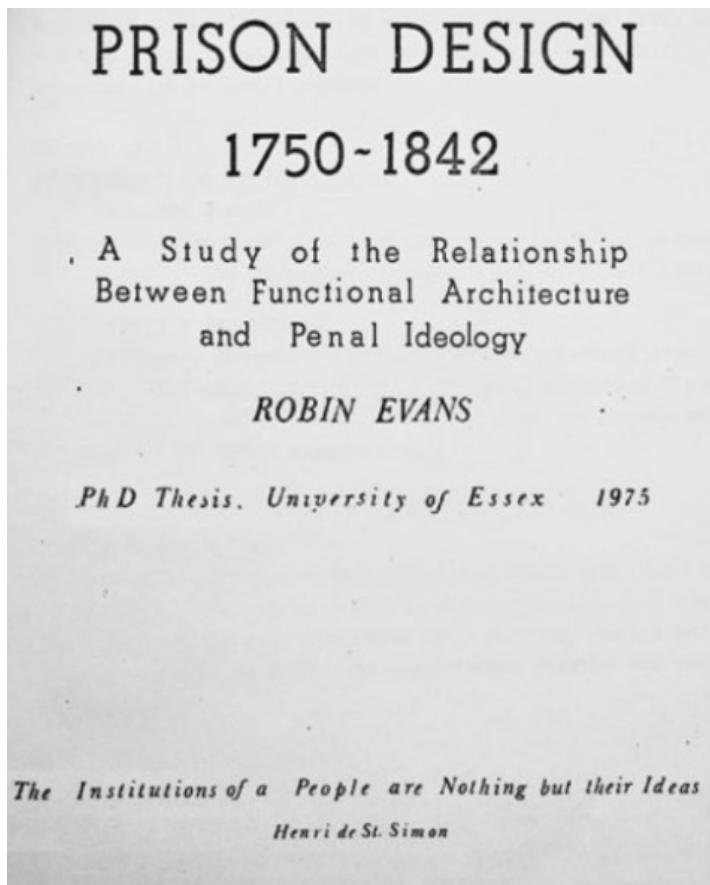 PRISON DESIGN
1750-1842
A Study of the Relationship
Between Functional Architecture
and Penal Ideology
ROBIN EVANS
PhD Thesis. University of Essex 1975
The Institutions of a People are Nothing but their Ideas
Henri de St. Simon